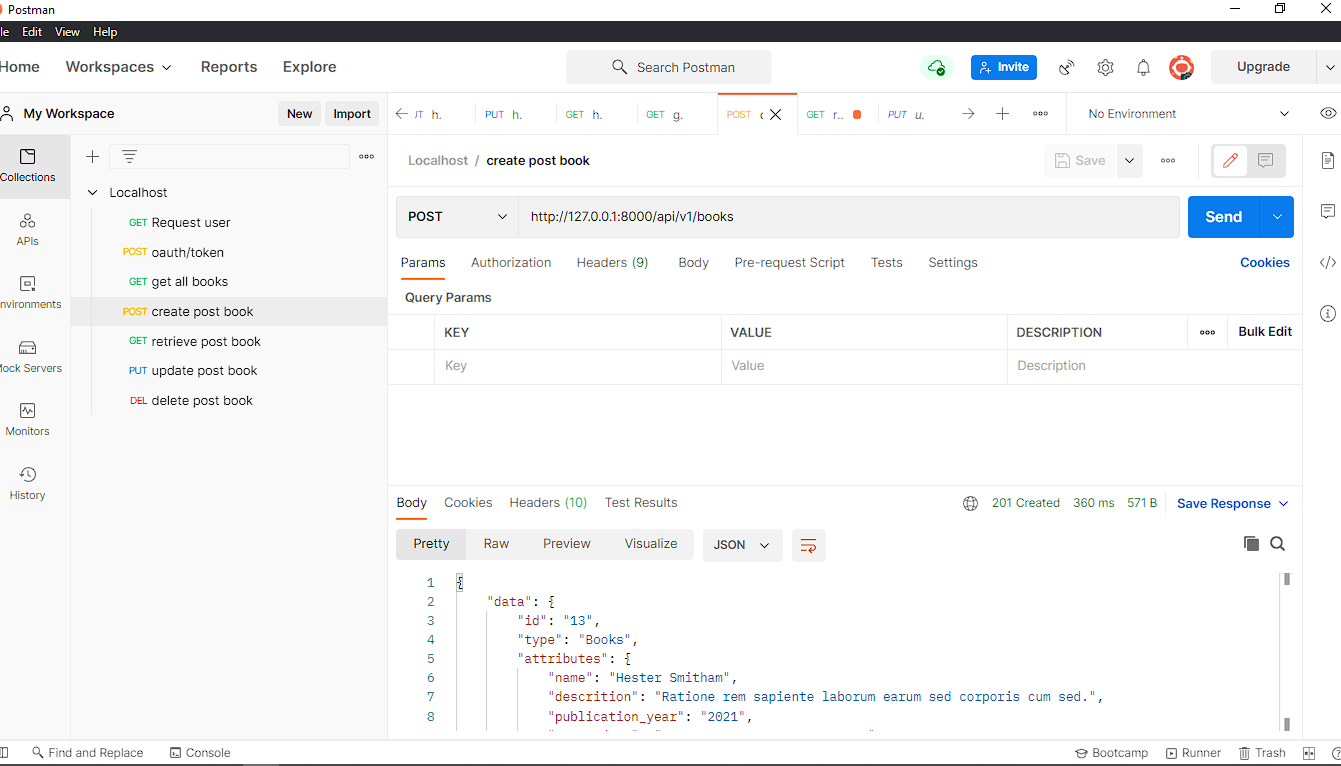 Postman
le Edit View Help
Home Workspaces Reports Explore Search Postman Invite Upgrade
My Workspace New Import h. PUT h. GET h. GET g. POST GET r.. PUT u. No Environment
Collections
APIs
nvironments
Mock Servers
Monitors
History
Localhost
GET Request user
POST oauth/token
GET get all books
POST create post book
GET retrieve post book
PUT update post book
DEL delete post book
Localhost / create post book Save
POST http://127.0.0.1:8000/api/v1/books Send
Params Authorization Headers (9) Body Pre-request Script Tests Settings Cookies
Query Params
KEY VALUE DESCRIPTION Bulk Edit
Key Value Description
Body Cookies Headers (10) Test Results 201 Created 360 ms 571 B Save Response
Pretty Raw Preview Visualize JSON
1 {
2 "data": {
3 "id": "13",
4 "type": "Books",
5 "attributes": {
6 "name": "Hester Smitham",
7 "descrition": "Ratione rem sapiente laborum earum sed corporis cum sed.",
8 "publication_year": "2021",
Find and Replace Console Bootcamp Runner Trash